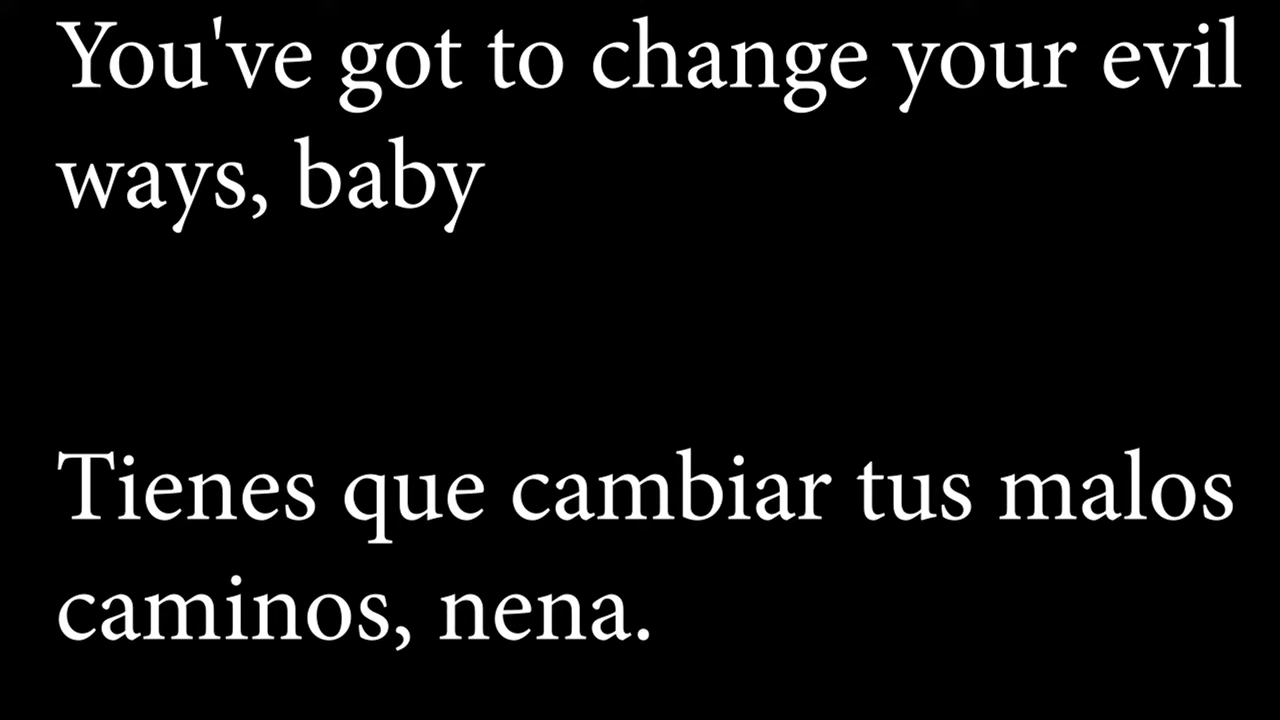 You've got to change your evil
ways, baby
Tienes que cambiar tus malos
caminos, nena.